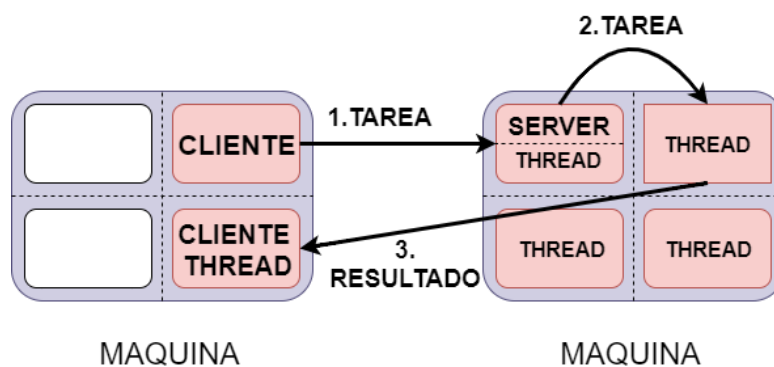 2.TAREA
1.TAREA
CLIENTE
SERVER
THREAD
THREAD
CLIENTE
THREAD
3.
RESULTADO
THREAD
THREAD
MAQUINA
MAQUINA